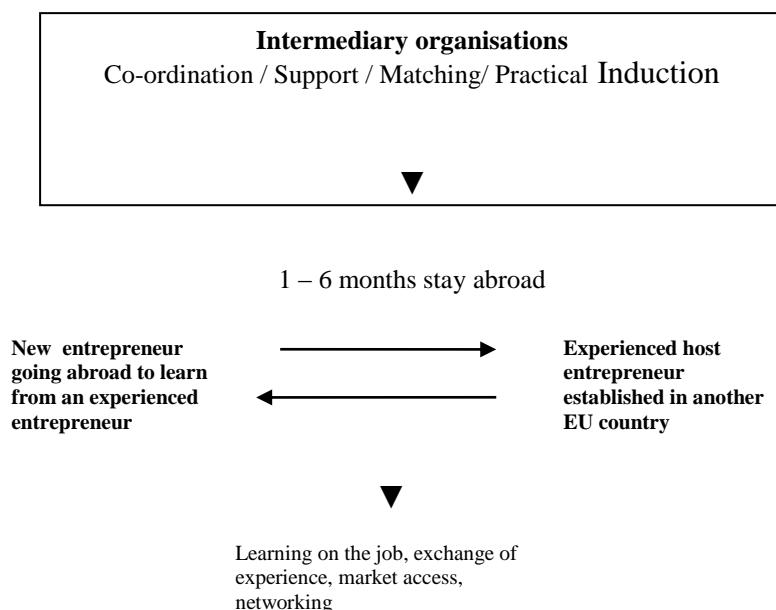 Intermediary organisations
Co-ordination / Support / Matching/ Practical Induction
1 – 6 months stay abroad
New entrepreneur
going abroad to learn
from an experienced
entrepreneur
Experienced host
entrepreneur
established in another
EU country
Learning on the job, exchange of
experience, market access,
networking